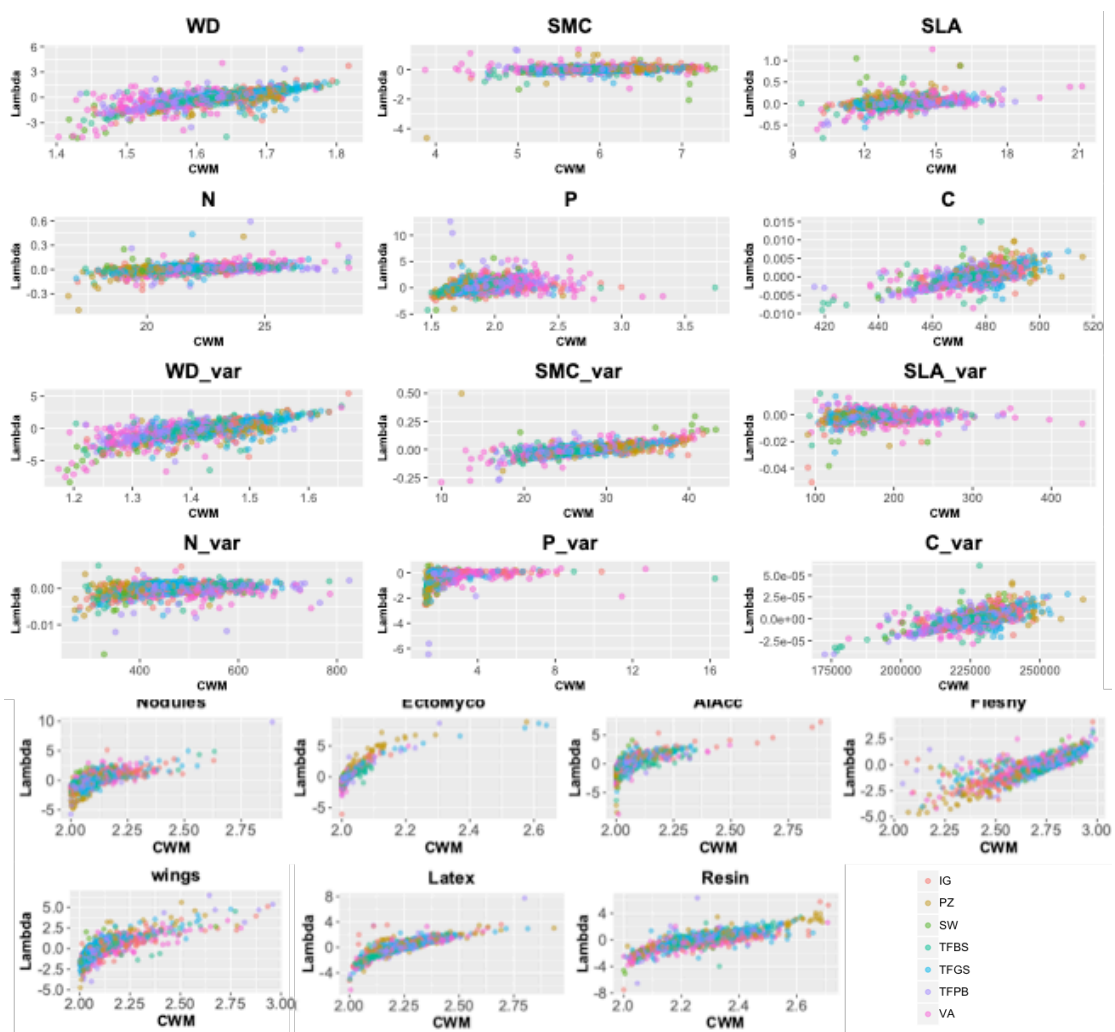 WD SMC SLA
Lambda 6 3 0 -3 Lambda 0 -2 -4 Lambda 1.0 0.5 0.0 -0.5
1.4 1.5 1.6 1.7 1.8 4 5 6 7 9 12 15 18 21
CWM CWM CWM
N P C
Lambda 0.6 0.3 0.0 -0.3 Lambda 10 5 0 -5 Lambda 0.015 0.010 0.005 0.000 -0.005 -0.010
20 25 1.5 2.0 2.5 3.0 3.5 420 440 460 480 500 520
CWM CWM CWM
WD_var SMC_var SLA_var
Lambda 5 0 -5 Lambda 0.50 0.25 0.00 -0.25 Lambda 0.00 -0.02 -0.04
1.2 1.3 1.4 1.5 1.6 10 20 30 40 100 200 300 400
CWM CWM CWM
N_var P_var C_var
Lambda 0.00 -0.01 Lambda 0 -2 -4 -6 Lambda 5.0e-05 2.5e-05 0.0e+00 -2.5e-05
400 600 800 4 8 12 16 175000 200000 225000 250000
CWM CWM CWM
Nodules EctoMyco AlAcc Fleshy
Lambda 10 5 0 -5 Lambda 5 0 -5 Lambda 5 0 -5 Lambda 2.5 0.0 -2.5 -5.0
2.00 2.25 2.50 2.75 2.0 2.2 2.4 2.6 2.00 2.25 2.50 2.75 2.00 2.25 2.50 2.75 3.00
CWM CWM CWM CWM
wings Latex Resin
Lambda 5.0 2.5 0.0 -2.5 -5.0 Lambda 8 4 0 -4 Lambda 4 0 -4 -8
2.00 2.25 2.50 2.75 3.00 2.00 2.25 2.50 2.75 2.0 2.2 2.4 2.6
CWM CWM CWM
IG
PZ
SW
TFBS
TFGS
TFPB
VA